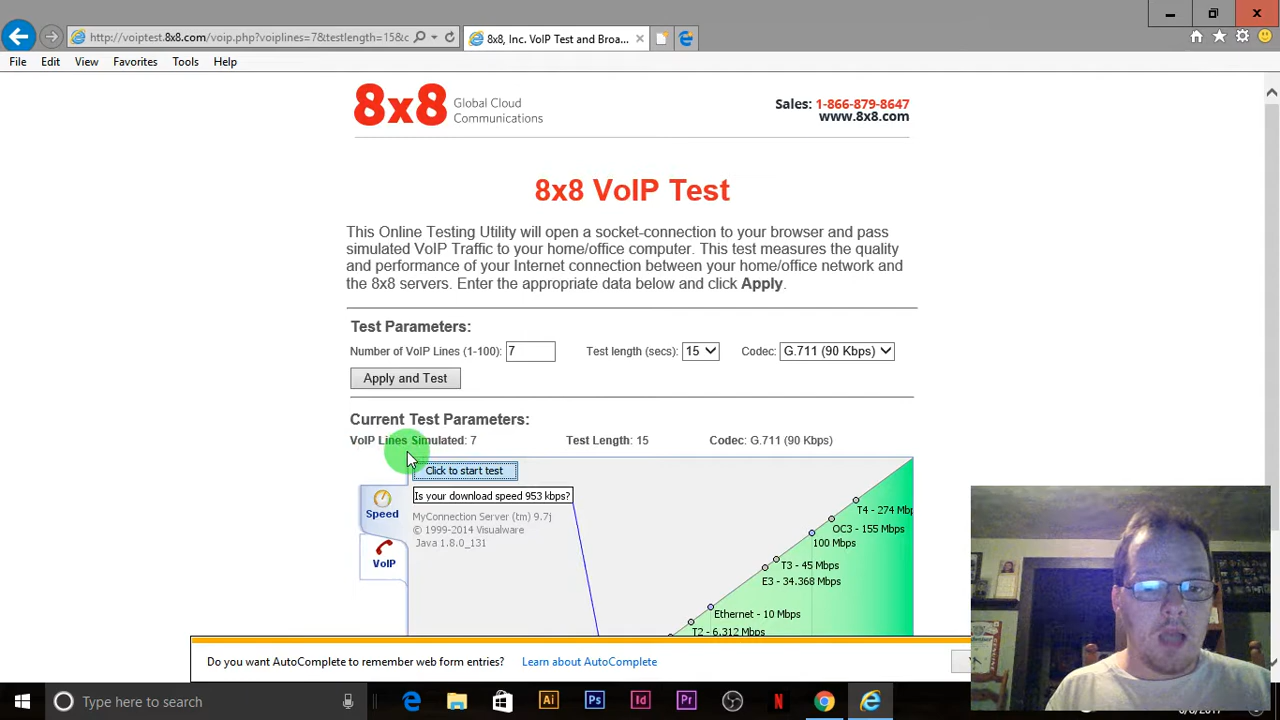 http://voiptest.8x8.com/voip.php?voiplines=7&testlength=15&c
8x8, Inc. VoIP Test and Broa...
File Edit View Favorites Tools Help
8x8 Global Cloud Communications
Sales: 1-866-879-8647
www.8x8.com
8x8 VoIP Test
This Online Testing Utility will open a socket-connection to your browser and pass
simulated VoIP Traffic to your home/office computer. This test measures the quality
and performance of your Internet connection between your home/office network and
the 8x8 servers. Enter the appropriate data below and click Apply.
Test Parameters:
Number of VoIP Lines (1-100): 7 Test length (secs): 15 Codec: G.711 (90 Kbps)
Apply and Test
Current Test Parameters:
VoIP Lines Simulated: 7 Test Length: 15 Codec: G.711 (90 Kbps)
Click to start test
Is your download speed 953 kbps?
MyConnection Server (tm) 9.7j
© 1999-2014 Visualware
Java 1.8.0_131
Speed
VoIP
T4 - 274 Mbp
OC3 - 155 Mbps
100 Mbps
T3 - 45 Mbps
E3 - 34.368 Mbps
Ethernet - 10 Mbps
T2 - 6.312 Mbps
Do you want AutoComplete to remember web form entries? Learn about AutoComplete
Type here to search
Ai Ps Id Pr N